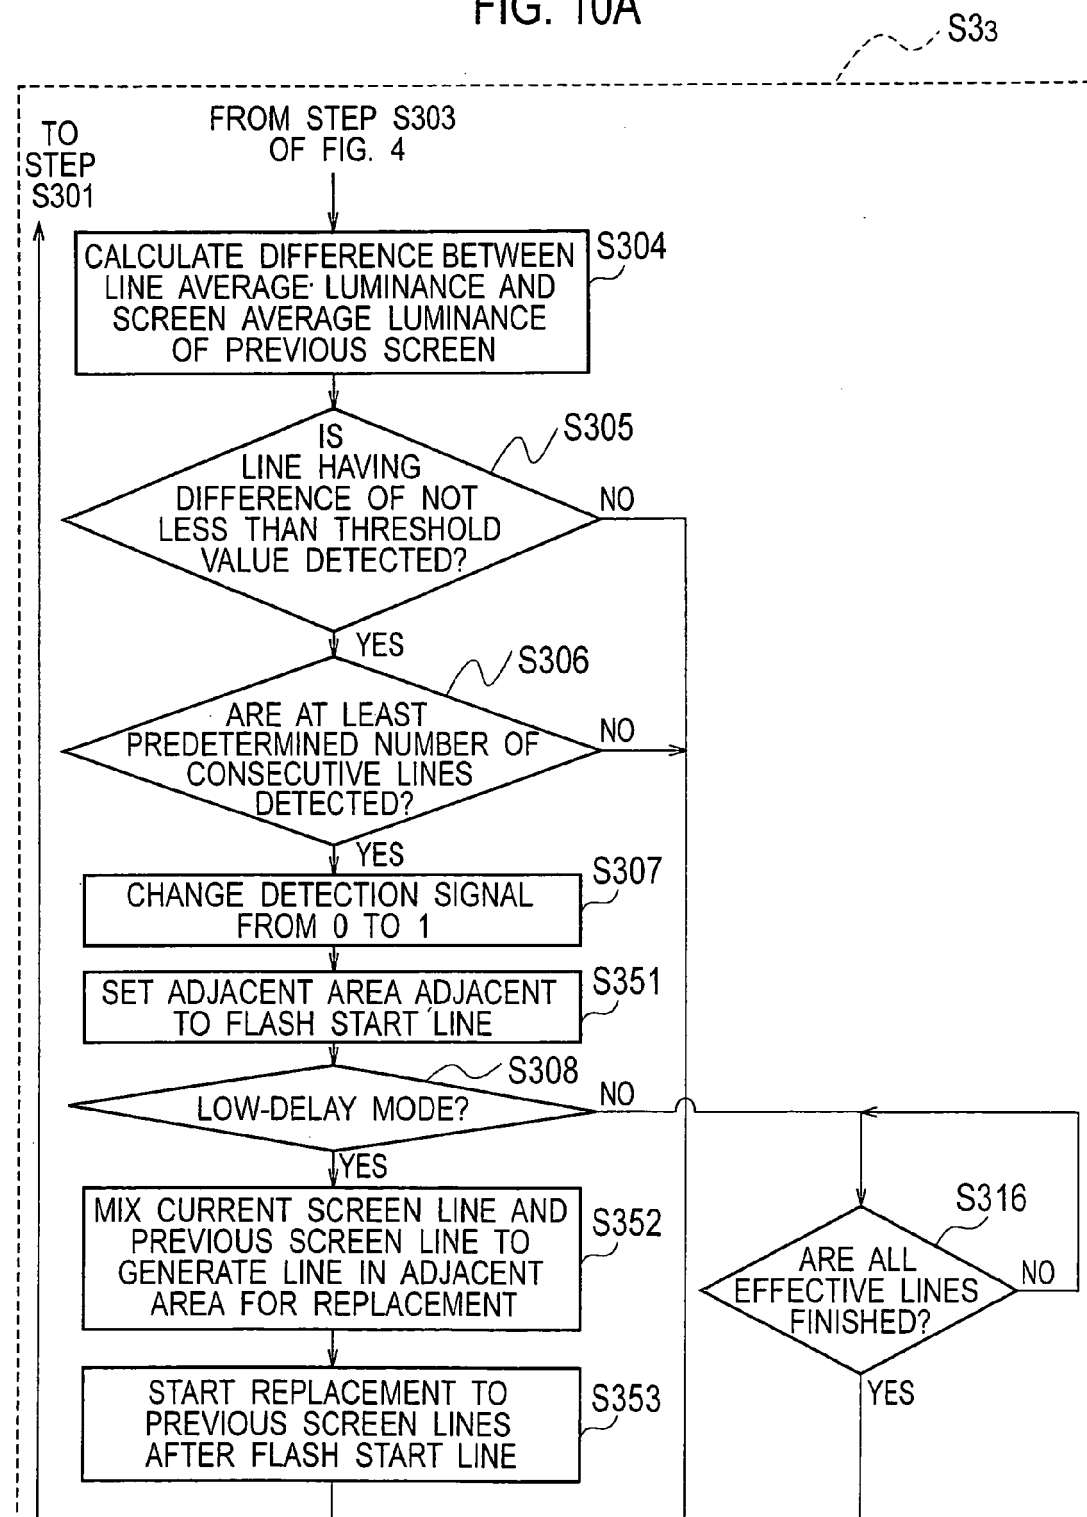 FIG. 10A
S33
TO
STEP
S301
FROM STEP S303
OF FIG. 4
CALCULATE DIFFERENCE BETWEEN
LINE AVERAGE LUMINANCE AND
SCREEN AVERAGE LUMINANCE
OF PREVIOUS SCREEN
S304
IS
LINE HAVING
DIFFERENCE OF NOT
LESS THAN THRESHOLD
VALUE DETECTED?
S305
NO
YES
ARE AT LEAST
PREDETERMINED NUMBER OF
CONSECUTIVE LINES
DETECTED?
S306
NO
YES
CHANGE DETECTION SIGNAL
FROM 0 TO 1
S307
SET ADJACENT AREA ADJACENT
TO FLASH START LINE
S351
LOW-DELAY MODE?
S308
NO
YES
MIX CURRENT SCREEN LINE AND
PREVIOUS SCREEN LINE TO
GENERATE LINE IN ADJACENT
AREA FOR REPLACEMENT
S352
ARE ALL
EFFECTIVE LINES
FINISHED?
S316
NO
YES
START REPLACEMENT TO
PREVIOUS SCREEN LINES
AFTER FLASH START LINE
S353